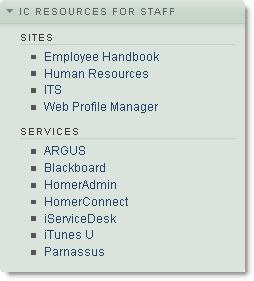 IC RESOURCES FOR STAFF
SITES
Employee Handbook
Human Resources
ITS
Web Profile Manager
SERVICES
ARGUS
Blackboard
HomerAdmin
HomerConnect
iServiceDesk
iTunes U
Parnassus